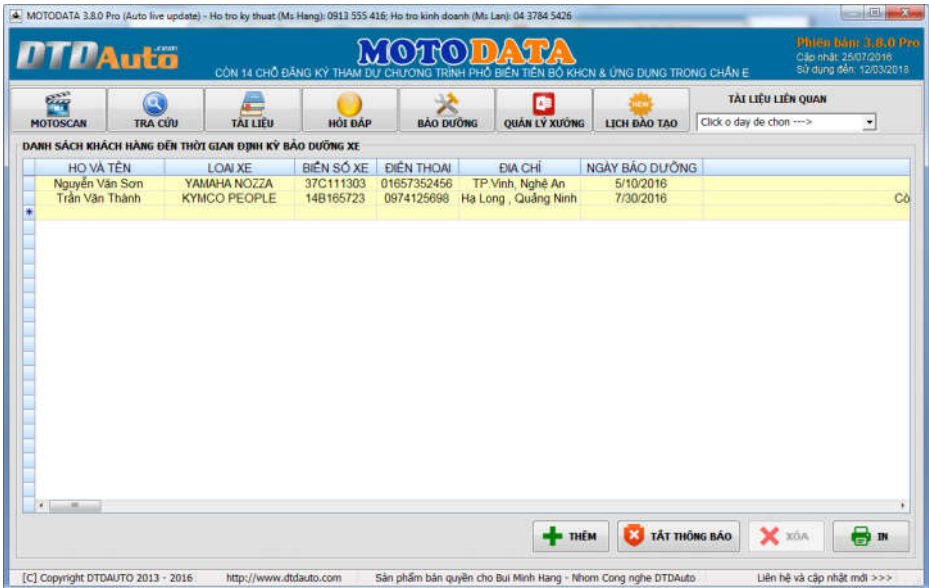 MOTODATA 3.8.0 Pro (Auto live update) - Ho tro ky thuat (Ms Hang): 0913 555 416; Ho tro kinh doanh (Ms Lan): 04 3784 5426
DTDAuto.com
MOTODATA
CÒN 14 CHỖ ĐĂNG KÝ THAM DỰ CHƯƠNG TRÌNH PHỔ BIẾN TIẾN BỘ KHCN & ỨNG DỤNG TRONG CHẨN E
Phiên bản: 3.8.0 Pro
Cập nhật: 25/07/2016
Sử dụng đến: 12/03/2018
MOTOSCAN TRA CỨU TÀI LIỆU HỎI ĐÁP BẢO DƯỠNG QUẢN LÝ XƯỞNG LỊCH ĐÀO TẠO
TÀI LIỆU LIÊN QUAN
Click o day de chon --->
DANH SÁCH KHÁCH HÀNG ĐẾN THỜI GIAN ĐỊNH KỲ BẢO DƯỠNG XE
HỌ VÀ TÊN LOẠI XE BIỂN SỐ XE ĐIỆN THOẠI ĐỊA CHỈ NGÀY BẢO DƯỠNG
Nguyễn Văn Sơn YAMAHA NOZZA 37C111303 01657352456 TP.Vinh, Nghệ An 5/10/2016
Trần Văn Thành KYMCO PEOPLE 14B165723 0974125698 Hạ Long , Quảng Ninh 7/30/2016 Cò
THÊM TẮT THÔNG BÁO XÓA IN
[C] Copyright DTDAUTO 2013 - 2016 http://www.dtdauto.com Sản phẩm bản quyền cho Bui Minh Hang - Nhom Cong nghe DTDAuto Liên hệ và cập nhật mới >>>